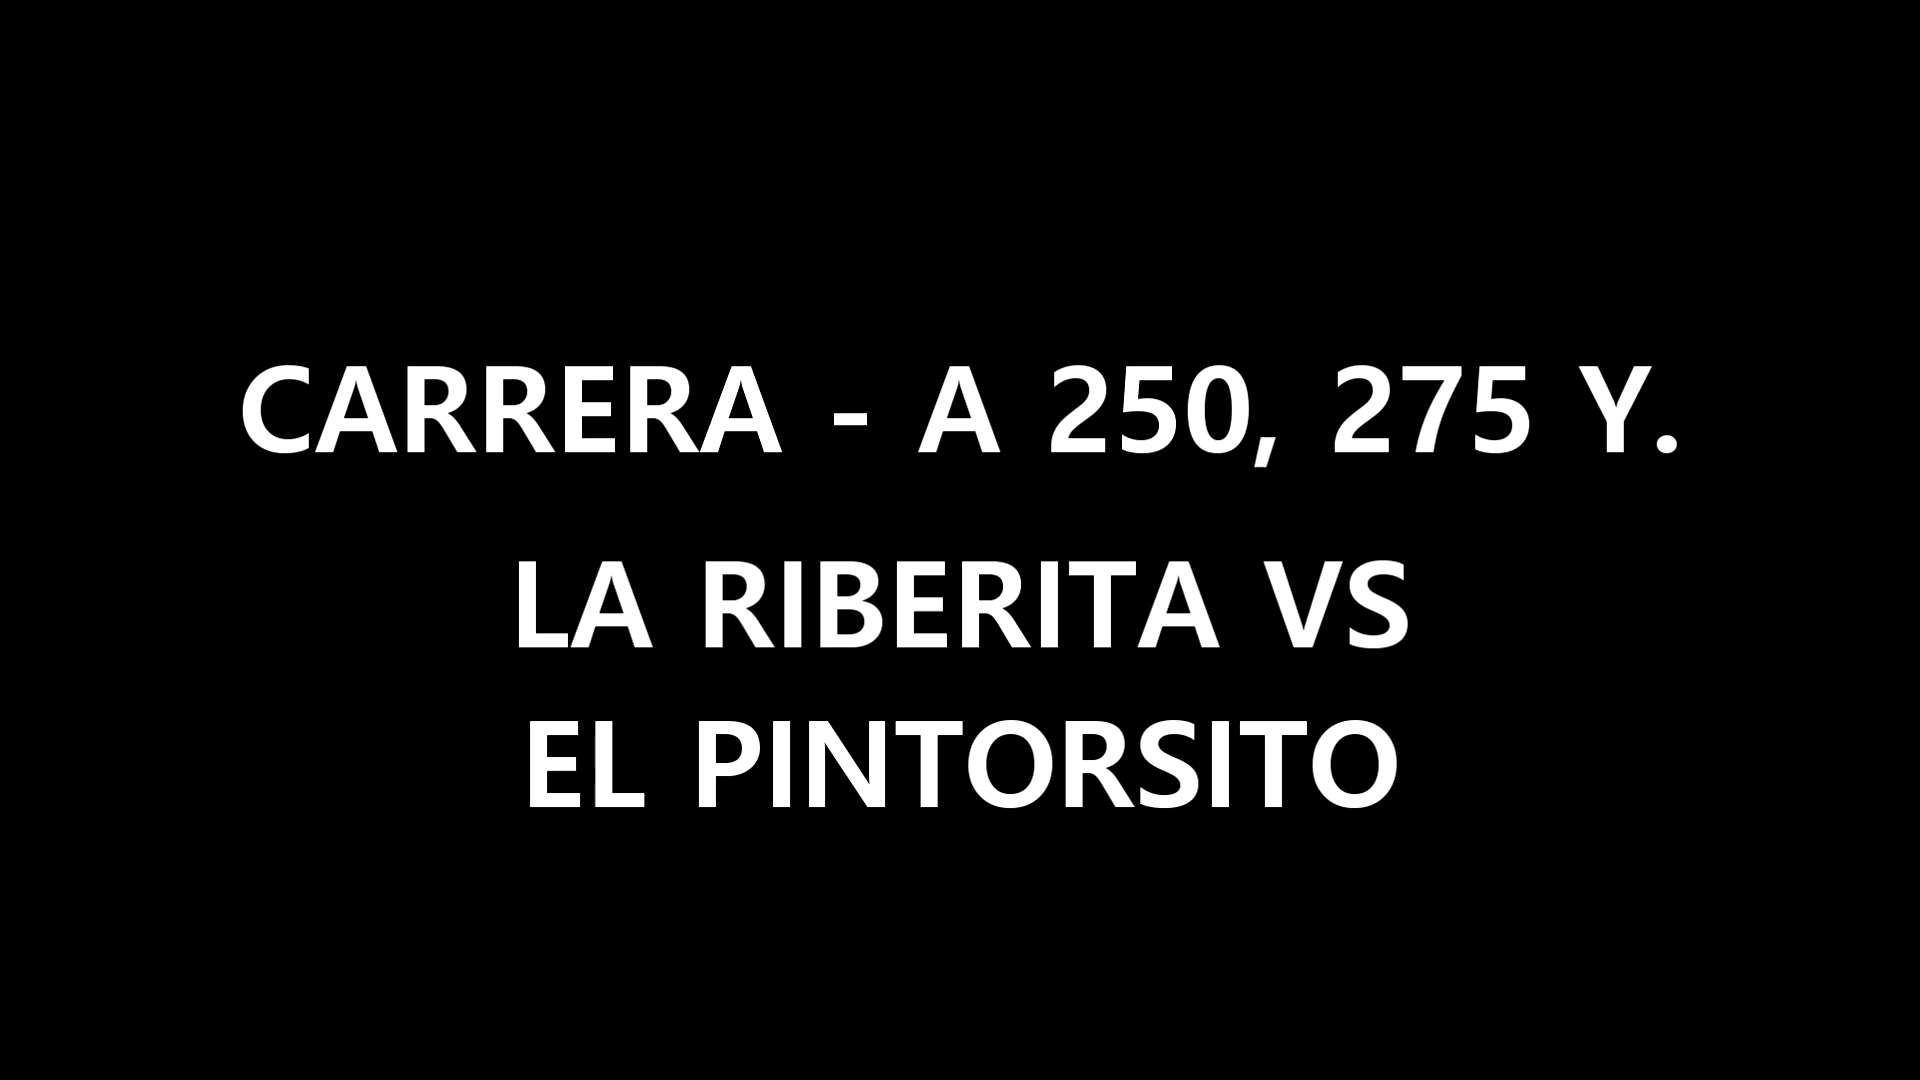 CARRERA - A 250, 275 Y.
LA RIBERITA VS
EL PINTORSITO